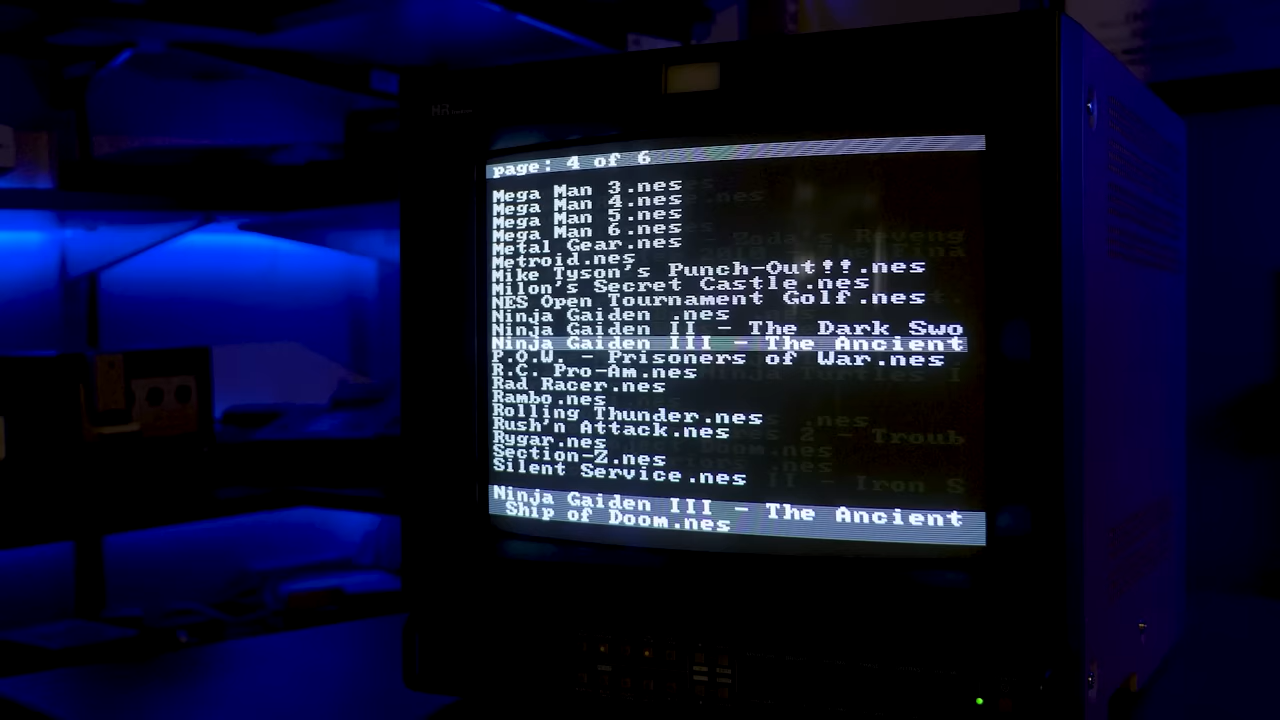 HR
page: 4 of 6
Mega Man 3.nes
Mega Man 4.nes
Mega Man 5.nes
Mega Man 6.nes
Metal Gear.nes
Metroid.nes
Mike Tyson's Punch-Out!!.nes
Milon's Secret Castle.nes
NES Open Tournament Golf.nes
Ninja Gaiden .nes
Ninja Gaiden II - The Dark Swo
Ninja Gaiden III - The Ancient
P.O.W. - Prisoners of War.nes
R.C. Pro-Am.nes
Rad Racer.nes
Rambo.nes
Rolling Thunder.nes
Rush'n Attack.nes
Rygar.nes
Section-Z.nes
Silent Service.nes
Ninja Gaiden III - The Ancient
Ship of Doom.nes